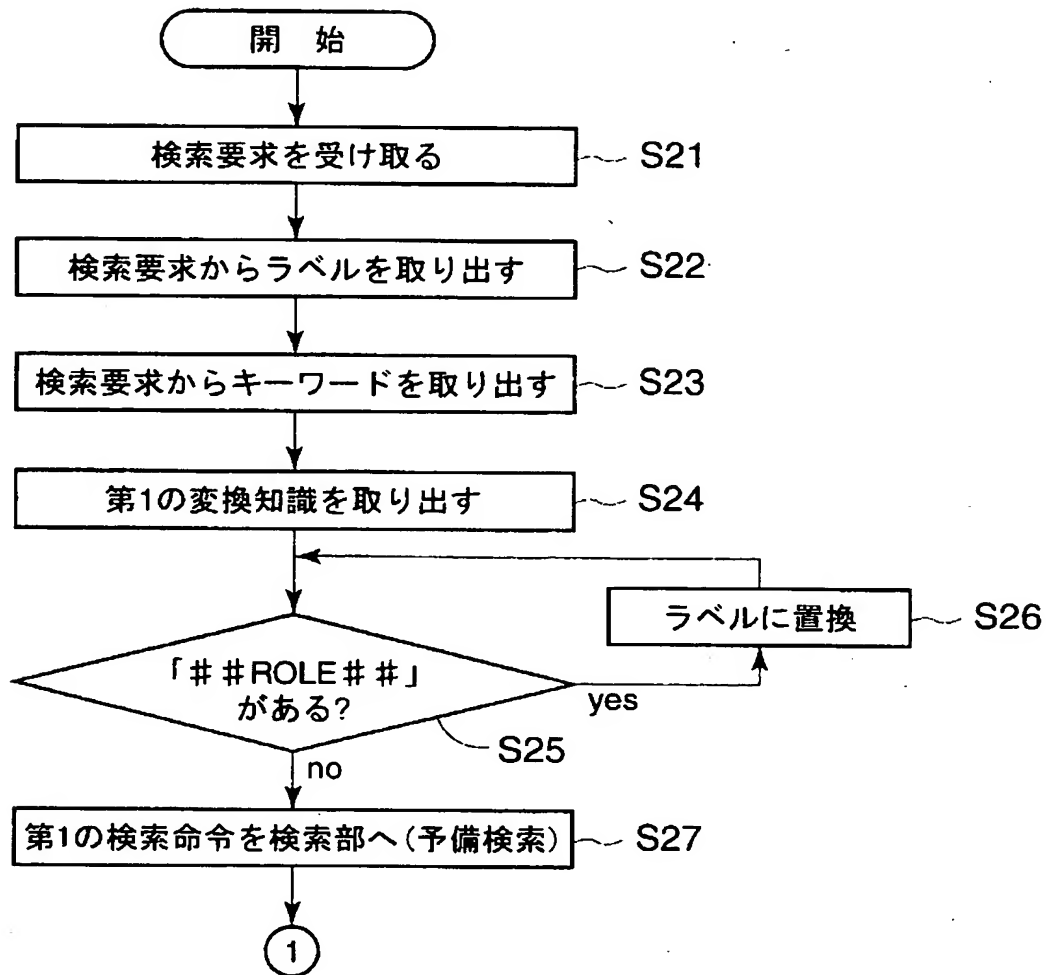 開 始
検索要求を受け取る
S21
検索要求からラベルを取り出す
S22
検索要求からキーワードを取り出す
S23
第1の変換知識を取り出す
S24
ラベルに置換
S26
「##ROLE##」
がある?
yes
S25
no
第1の検索命令を検索部へ(予備検索)
S27
1